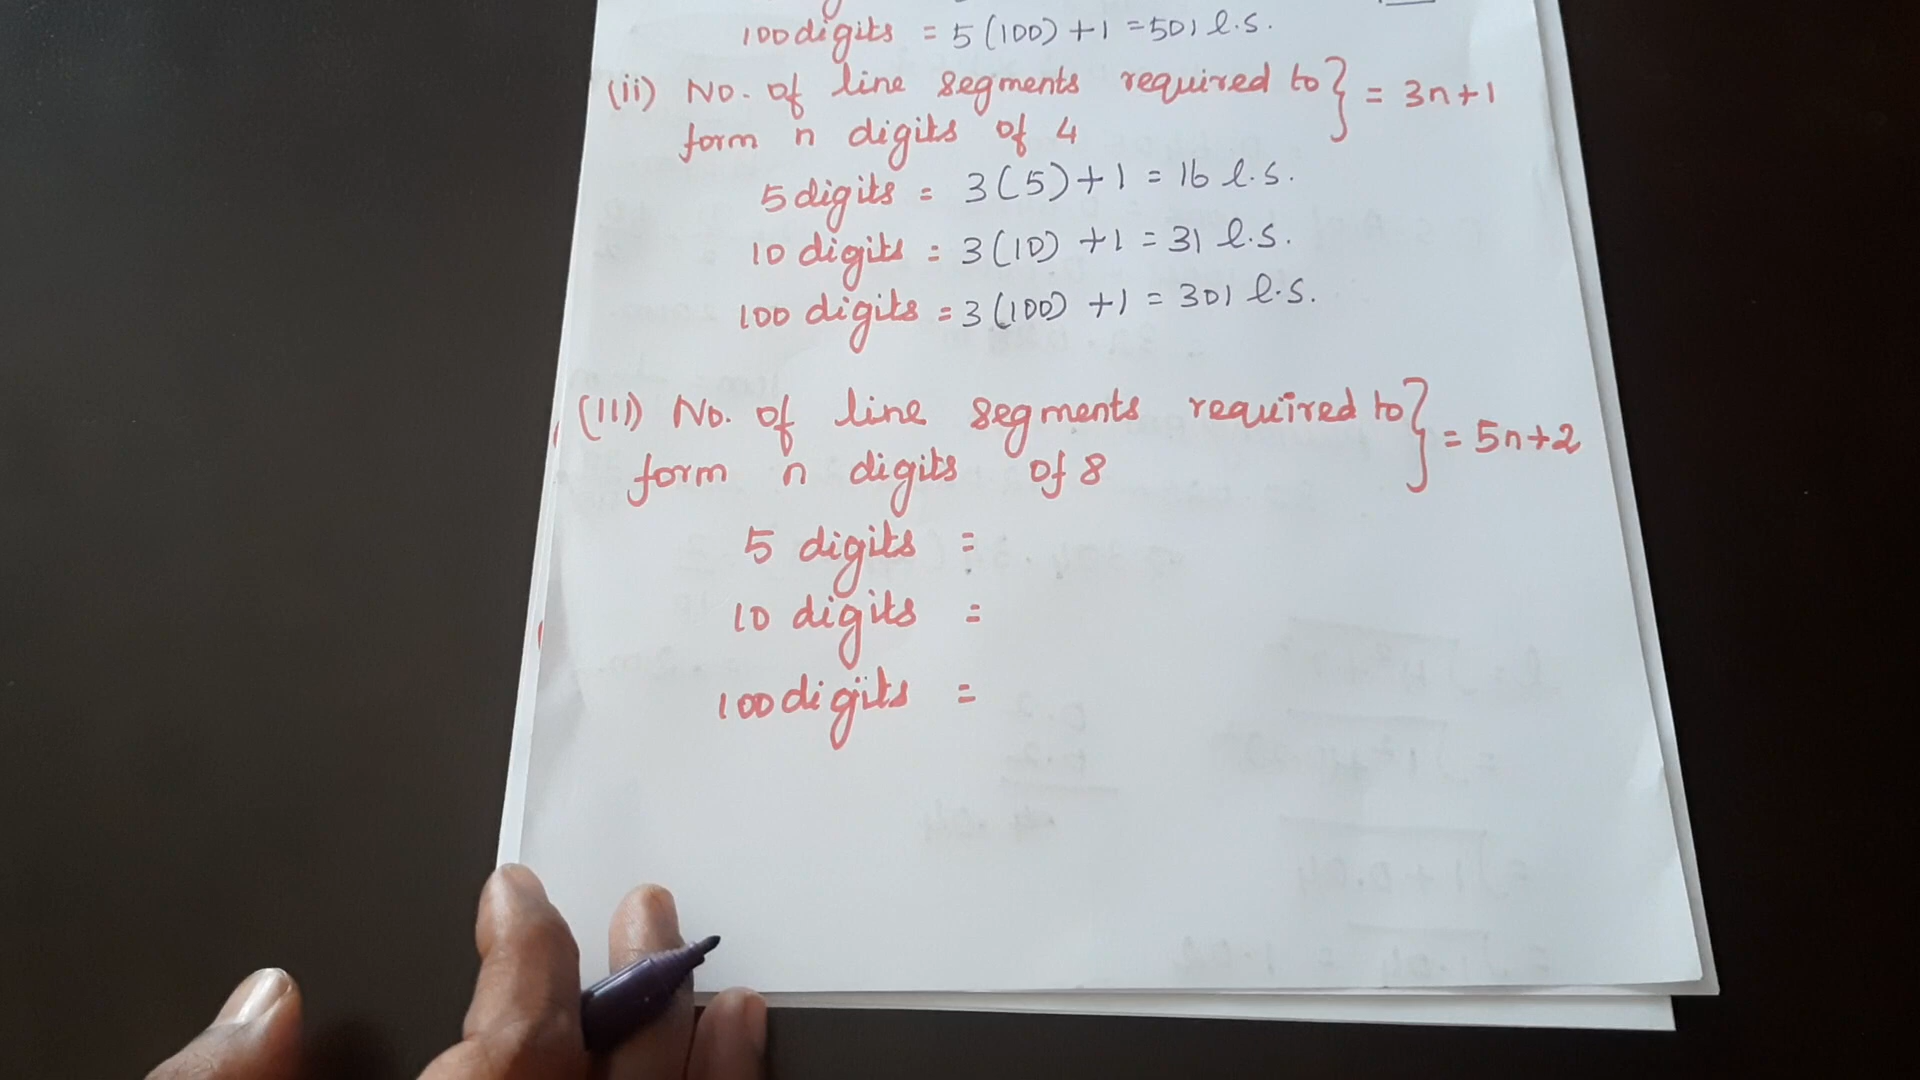 100 digits = 5(100)+1 = 501 l.s.
(ii) No. of line segments required to } = 3n+1
form n digits of 4
5 digits = 3(5)+1 = 16 l.s.
10 digits = 3(10)+1 = 31 l.s.
100 digits = 3(100)+1 = 301 l.s.
(iii) No. of line segments required to } = 5n+2
form n digits of 8
5 digits =
10 digits =
100 digits =